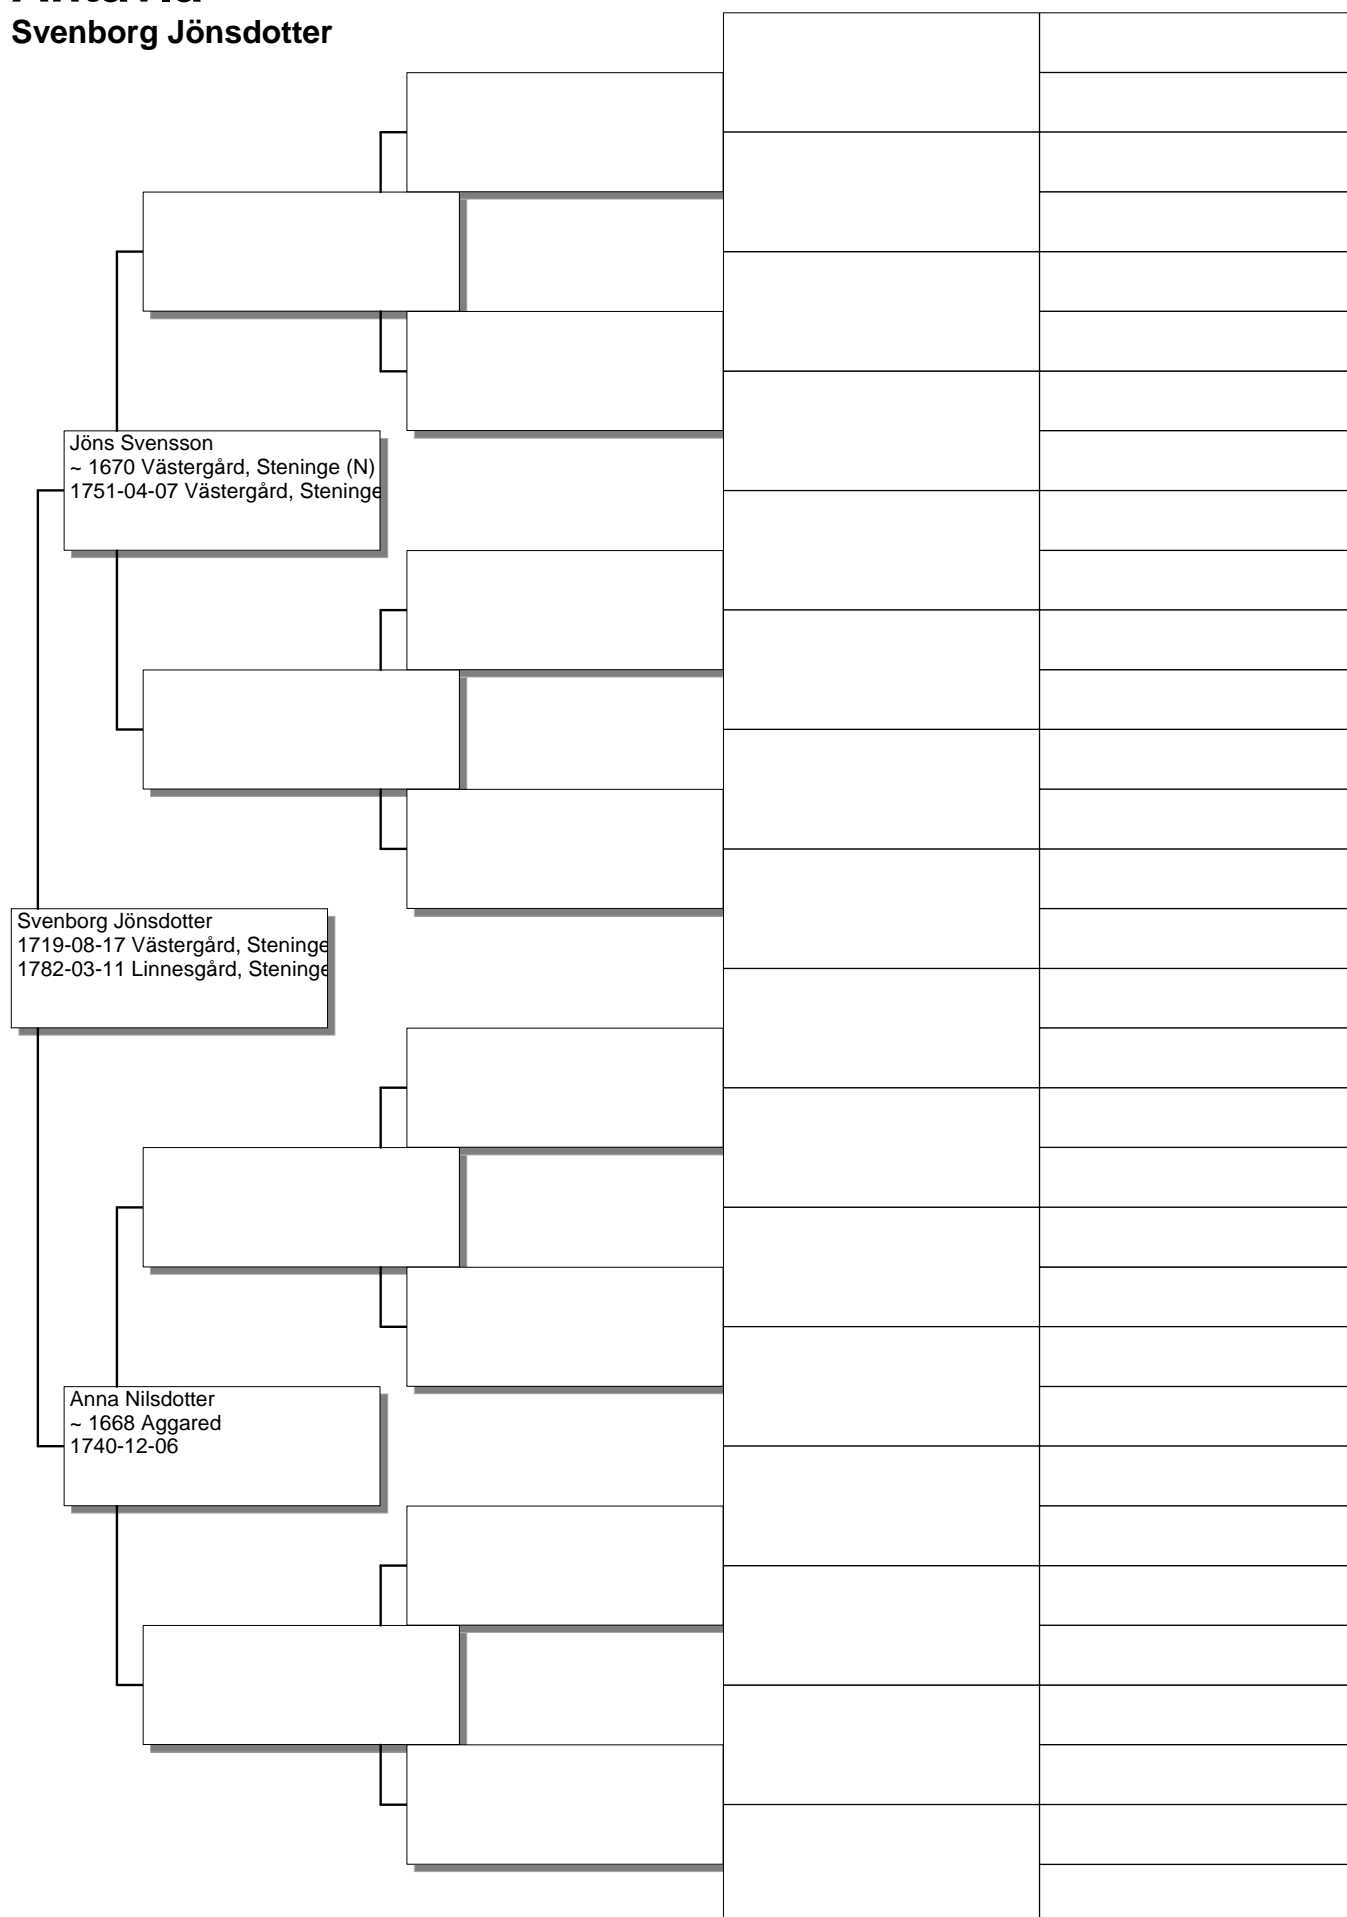 Svenborg Jönsdotter
Jöns Svensson
~ 1670 Västergård, Steninge (N)
1751-04-07 Västergård, Steninge
Svenborg Jönsdotter
1719-08-17 Västergård, Steninge
1782-03-11 Linnesgård, Steninge
Anna Nilsdotter
~ 1668 Aggared
1740-12-06